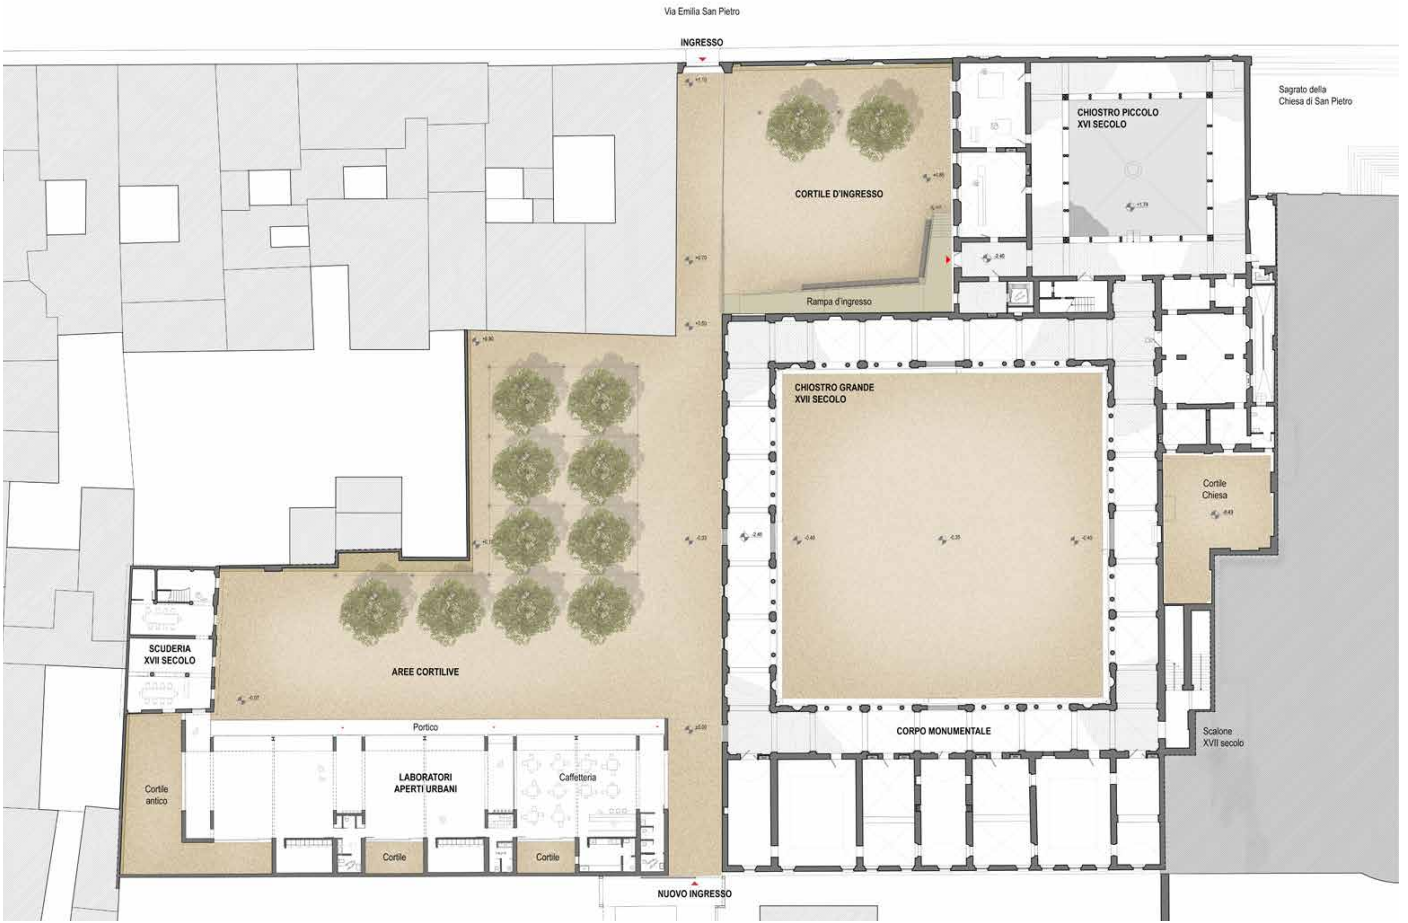 Via Emilia San Pietro
INGRESSO
Sagrato della
Chiesa di San Pietro
CHIOSTRO PICCOLO
XVI SECOLO
CORTILE D'INGRESSO
Rampa d'ingresso
CHIOSTRO GRANDE
XVII SECOLO
Cortile
Chiesa
SCUDERIA
XVII SECOLO
AREE CORTILIVE
Portico
CORPO MONUMENTALE
Scalone
XVII secolo
LABORATORI
APERTI URBANI
Caffetteria
Cortile
antico
Cortile
Cortile
NUOVO INGRESSO